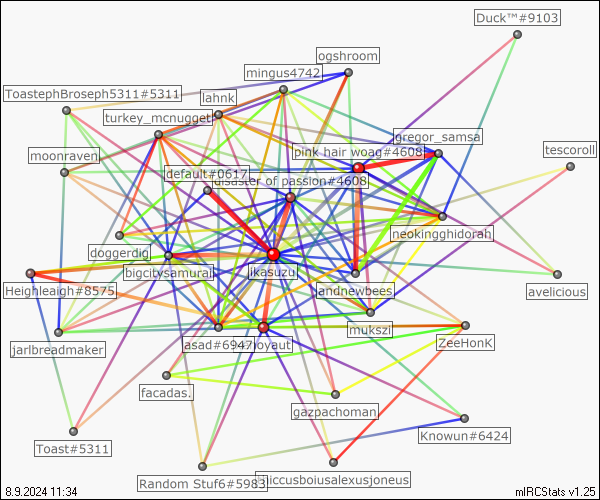 Duck™#9103
ogshroom
mingus4742
ToastephBroseph5311#5311
lahnk
turkey_mcnugget
gregor_samsa
pink hair woag#4608
tescoroll
moonraven
default#0617
disaster of passion#4608
neokingghidorah
doggerdig
bigcitysamurai
ikasuzu
Heighleaigh#8575
andnewbees
avelicious
mukszi
jarlbreadmaker
asad#6947
ZeeHonK
facadas.
gazpachoman
Toast#5311
Knowun#6424
Random Stuf6#5983
8.9.2024 11:34
mIRCStats v1.25